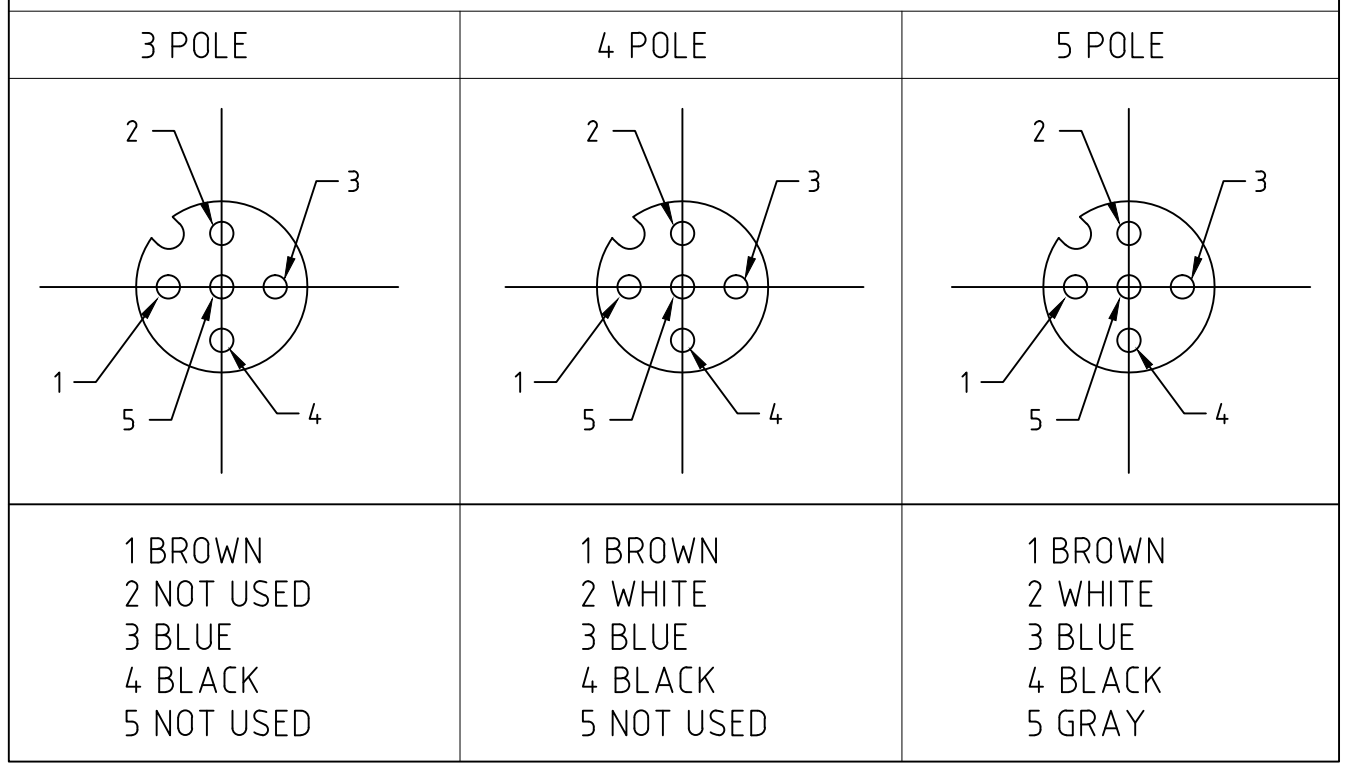 3 POLE
4 POLE
5 POLE
2
3
1
5
4
2
3
1
5
4
2
3
1
5
4
1 BROWN
2 NOT USED
3 BLUE
4 BLACK
5 NOT USED
1 BROWN
2 WHITE
3 BLUE
4 BLACK
5 NOT USED
1 BROWN
2 WHITE
3 BLUE
4 BLACK
5 GRAY